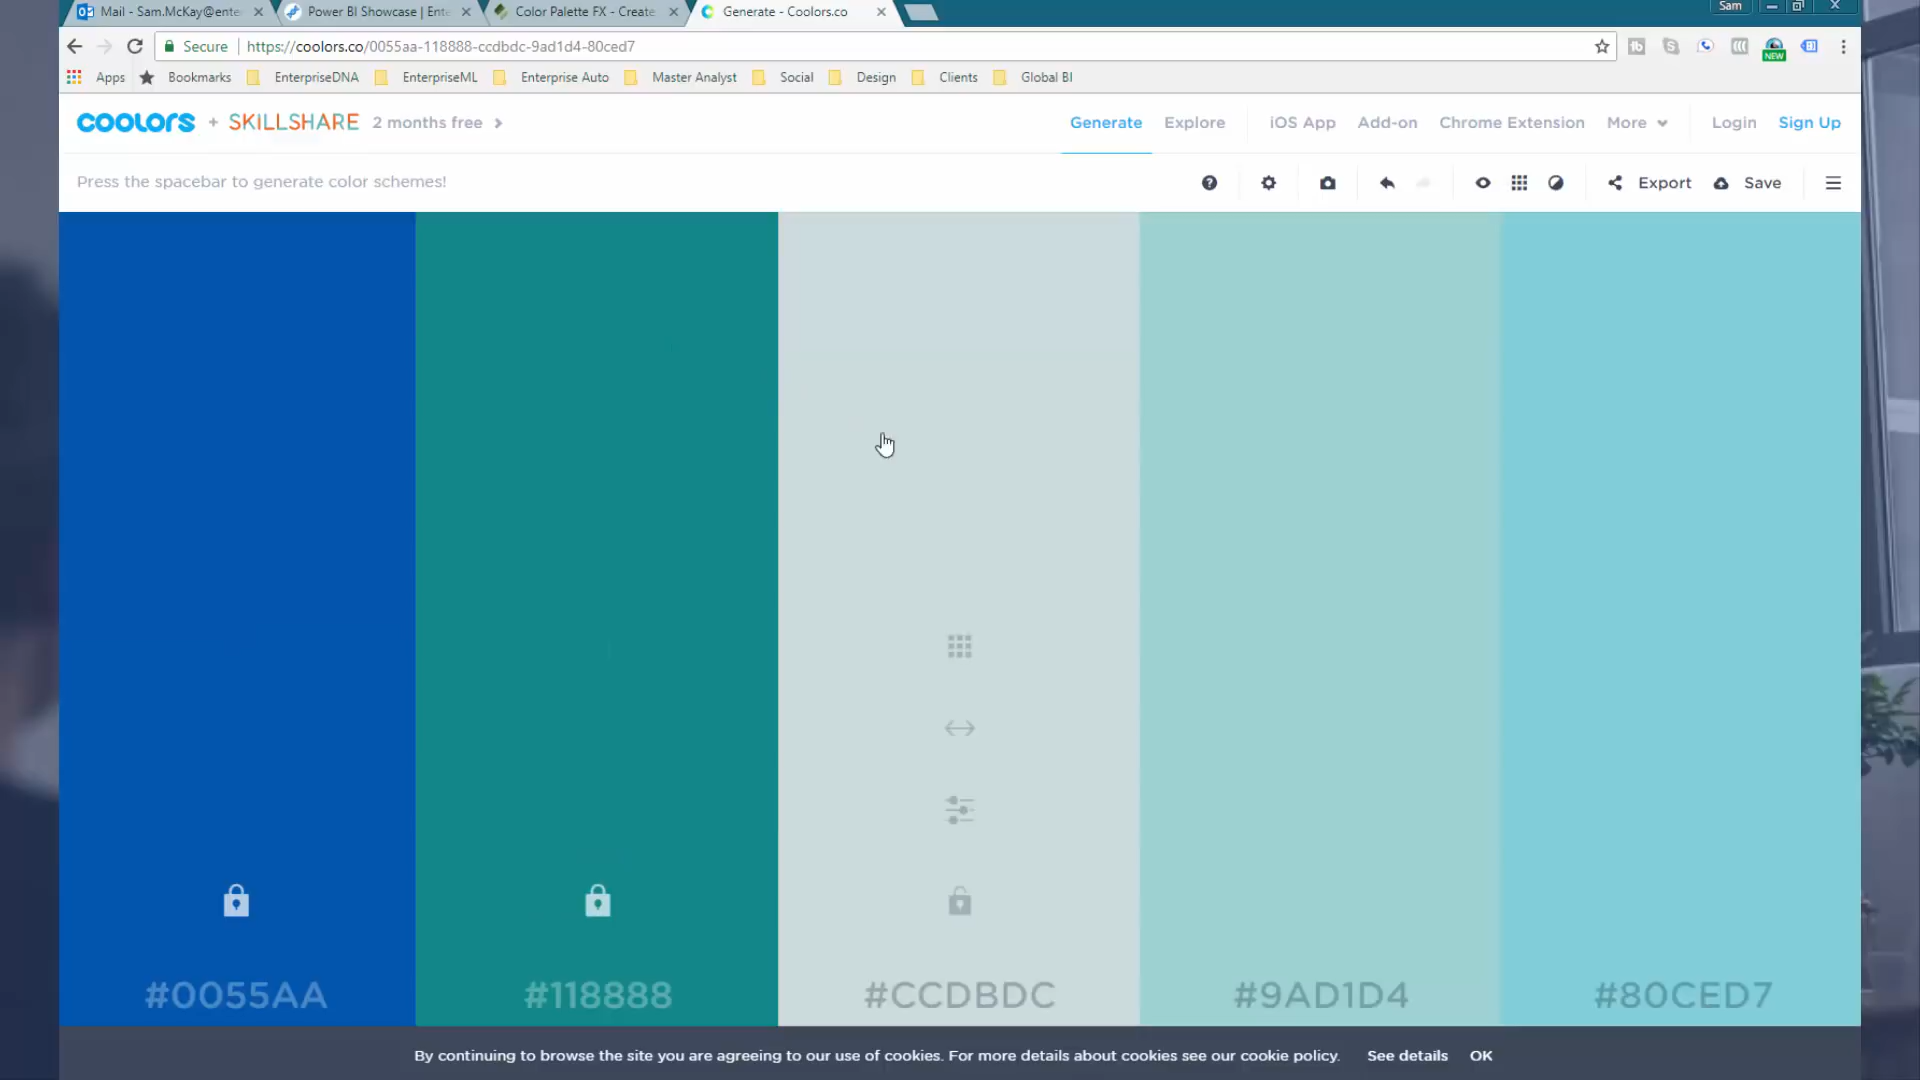 Mail - Sam.McKay@ente
Power BI Showcase | Ente
Color Palette FX - Create
Generate - Coolors.co
Sam
Secure https://coolors.co/0055aa-118888-ccdbdc-9ad1d4-80ced7
NEW
Apps Bookmarks EnterpriseDNA EnterpriseML Enterprise Auto Master Analyst Social Design Clients Global BI
coolors + SKILLSHARE 2 months free
Generate Explore iOS App Add-on Chrome Extension More Login Sign Up
Press the spacebar to generate color schemes!
Export Save
#0055AA #118888 #CCDBDC #9AD1D4 #80CED7
By continuing to browse the site you are agreeing to our use of cookies. For more details about cookies see our cookie policy. See details OK